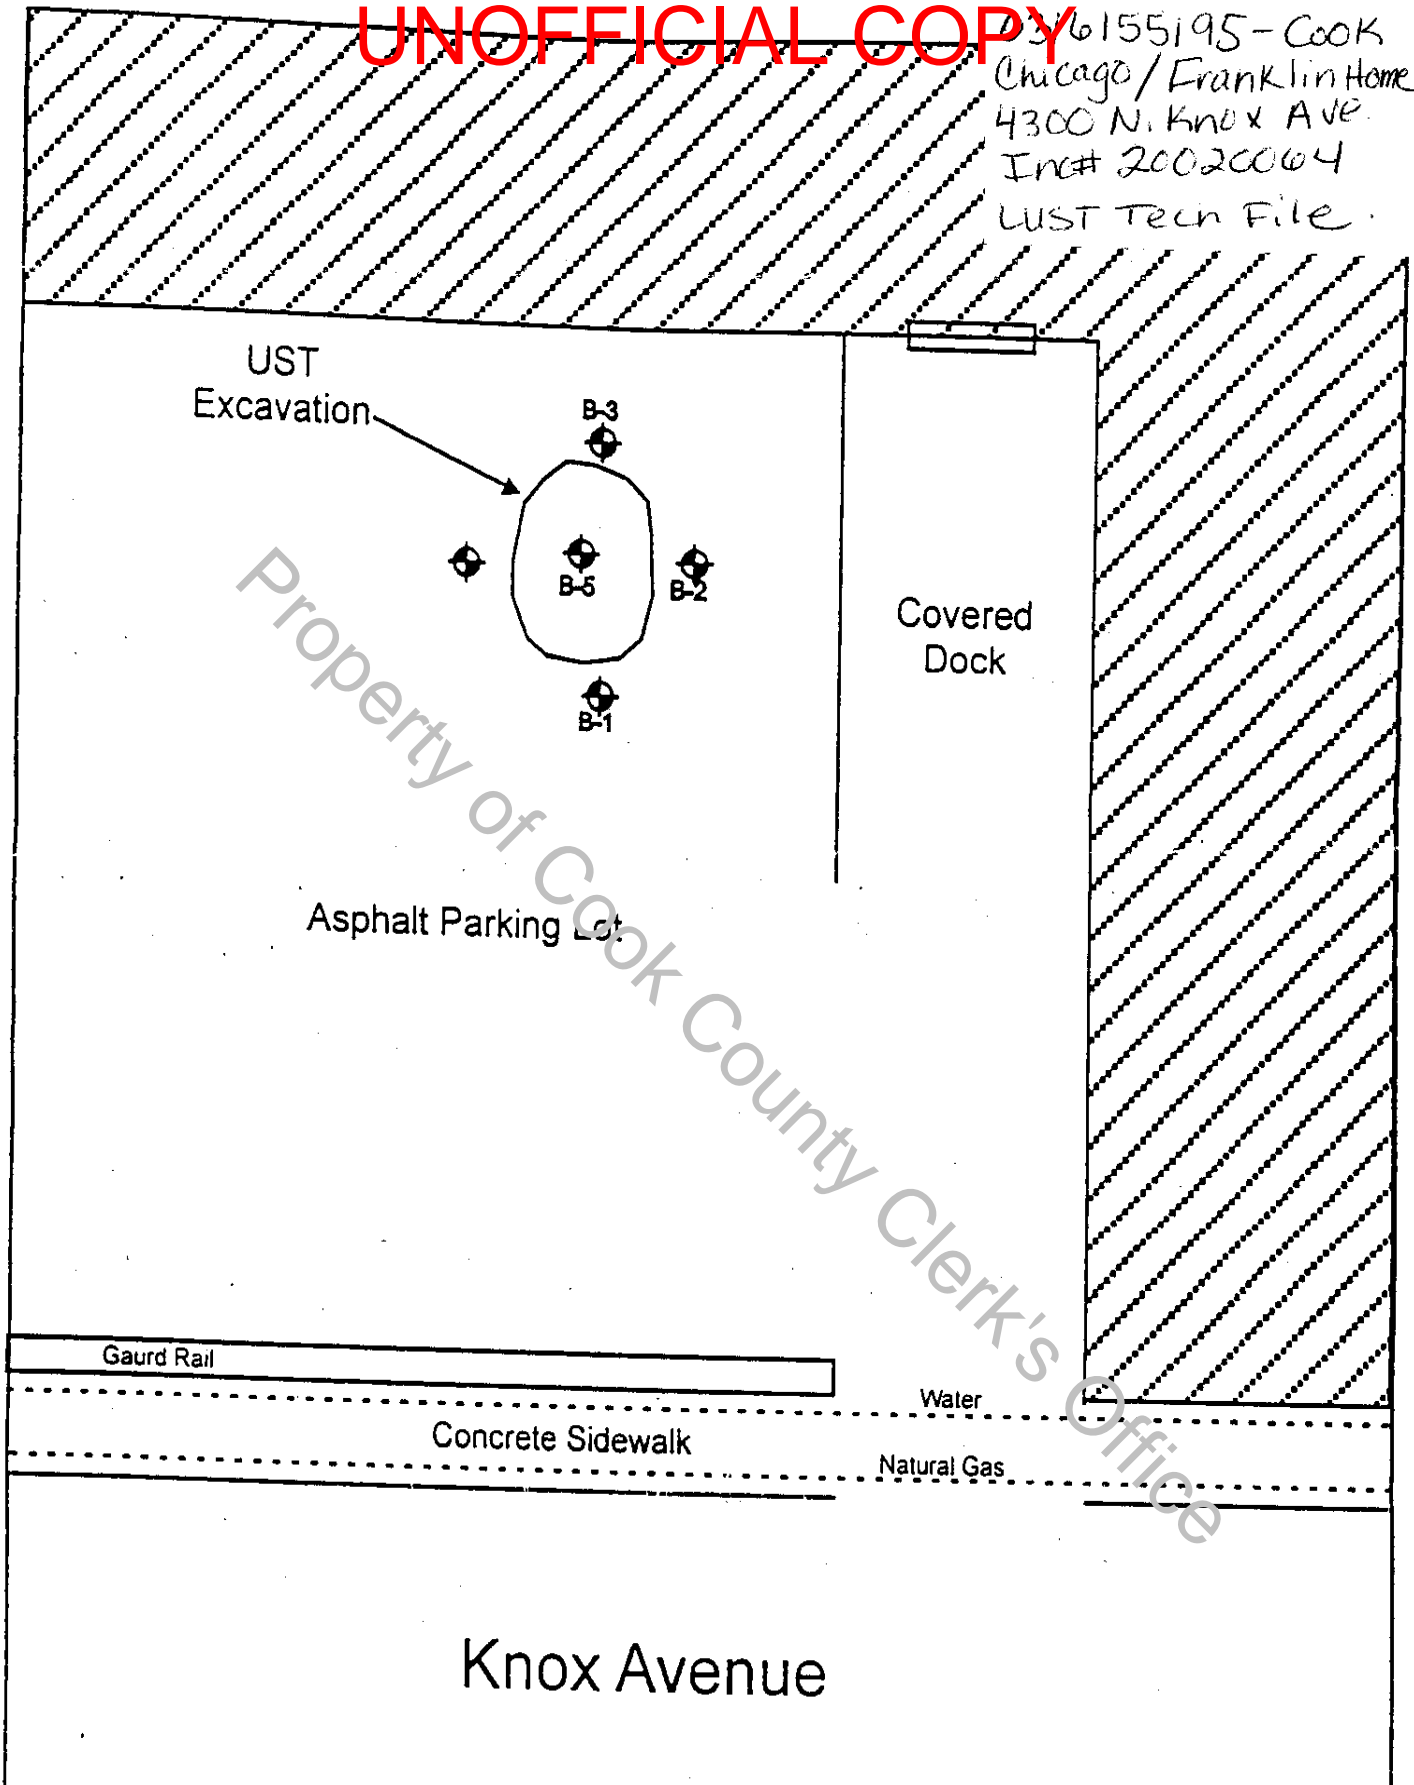 UNOFFICIAL COPY
0316155195-Cook
Chicago / Franklin Home
4300 N. Knox Ave.
Inc# 20020064
LUST Tech File.
UST
Excavation
B-3
B-5
B-2
B-1
Covered
Dock
Asphalt Parking Lot
Property of Cook County Clerk's Office
Gaurd Rail
Water
Concrete Sidewalk
Natural Gas
Knox Avenue